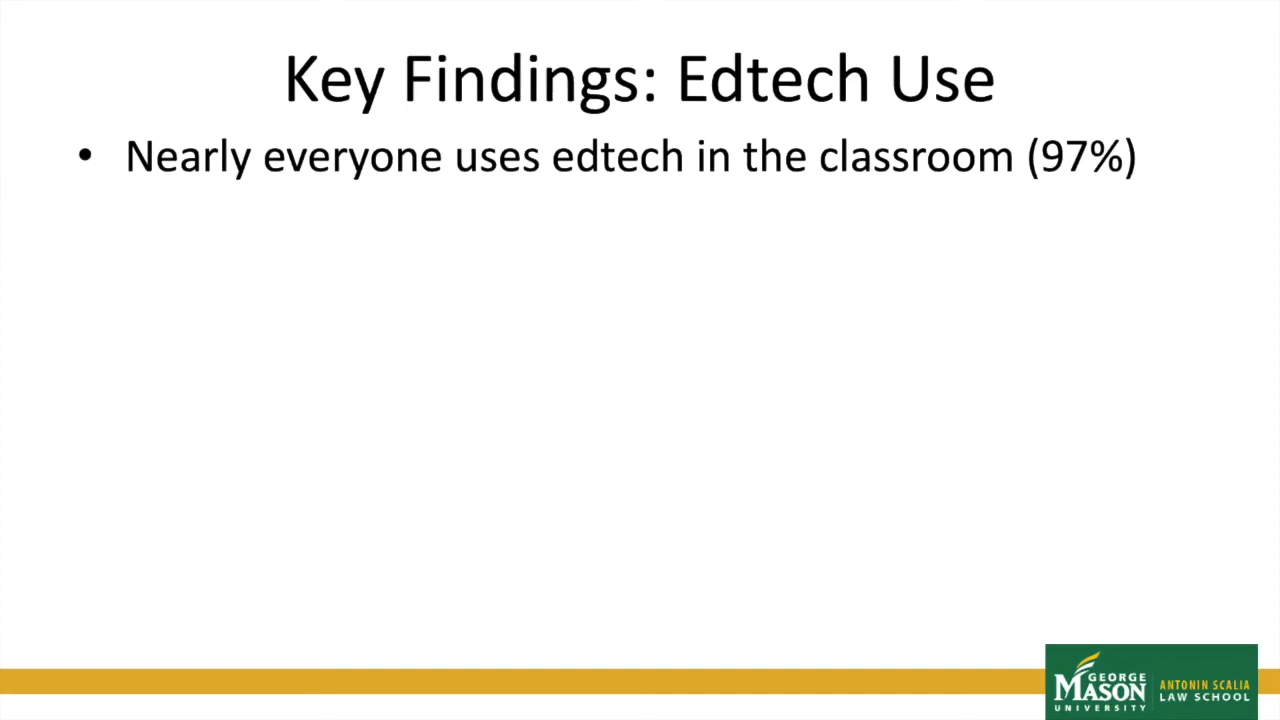 Key Findings: Edtech Use
• Nearly everyone uses edtech in the classroom (97%)
GEORGE
MASON
UNIVERSITY
ANTONIN SCALIA
LAW SCHOOL